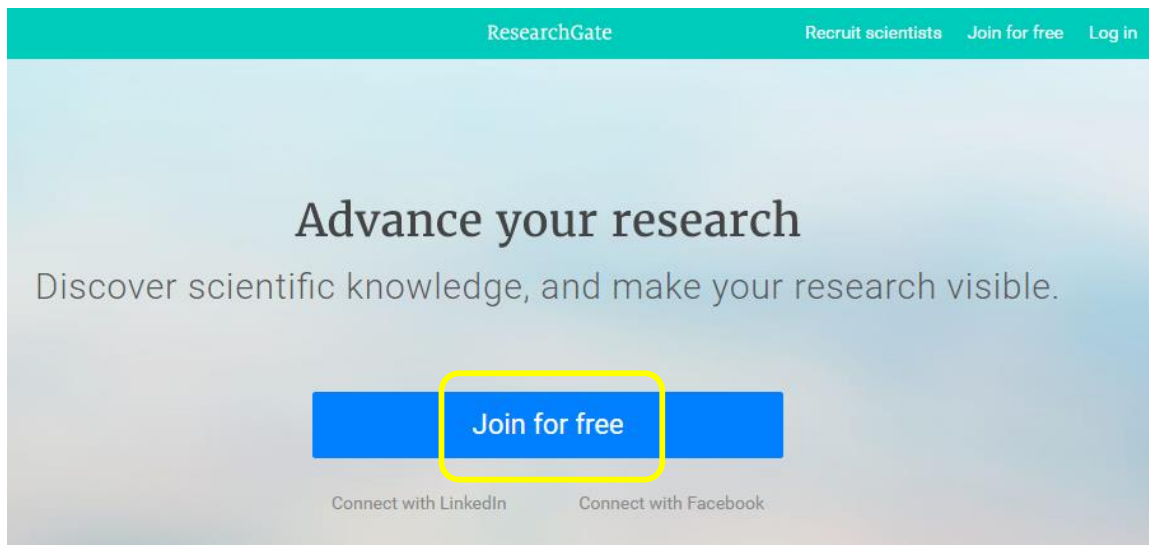 ResearchGate Recruit scientists Join for free Log in
Advance your research
Discover scientific knowledge, and make your research visible.
Join for free
Connect with LinkedIn Connect with Facebook